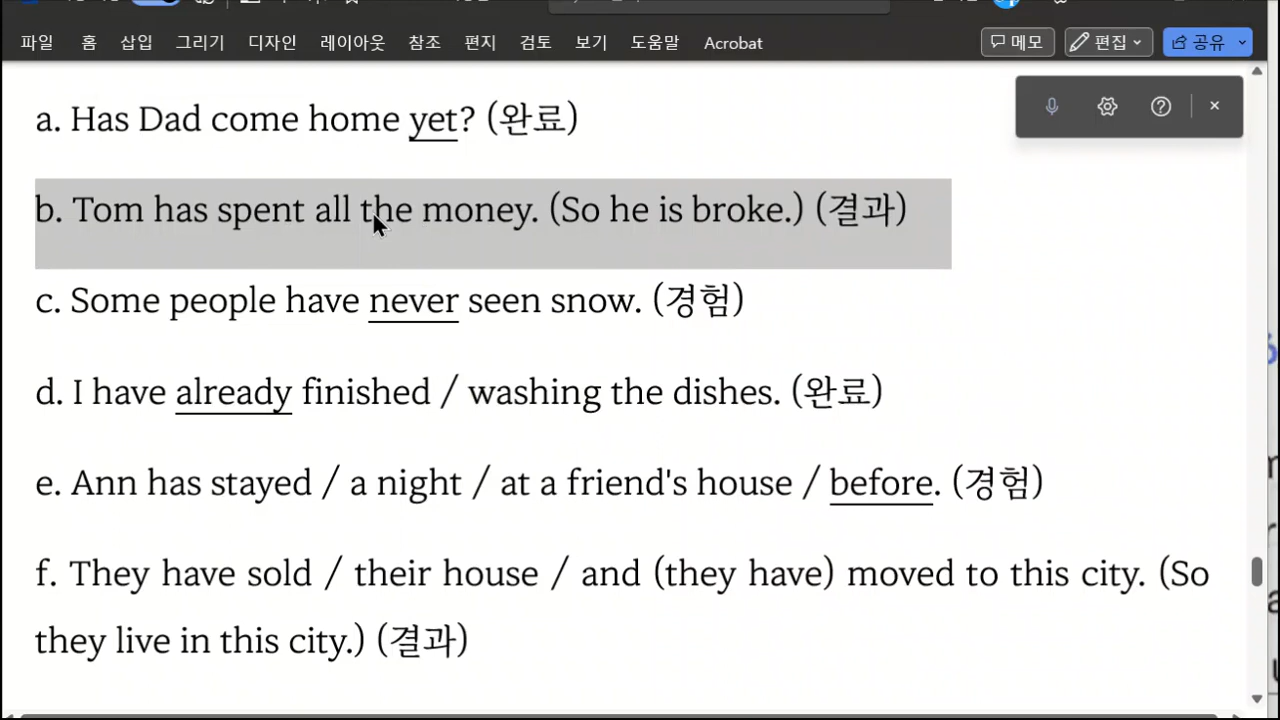 파일 홈 삽입 그리기 디자인 레이아웃 참조 편지 검토 보기 도움말 Acrobat 메모 편집 공유
a. Has Dad come home yet? (완료)
b. Tom has spent all the money. (So he is broke.) (결과)
c. Some people have never seen snow. (경험)
d. I have already finished / washing the dishes. (완료)
e. Ann has stayed / a night / at a friend's house / before. (경험)
f. They have sold / their house / and (they have) moved to this city. (So
they live in this city.) (결과)